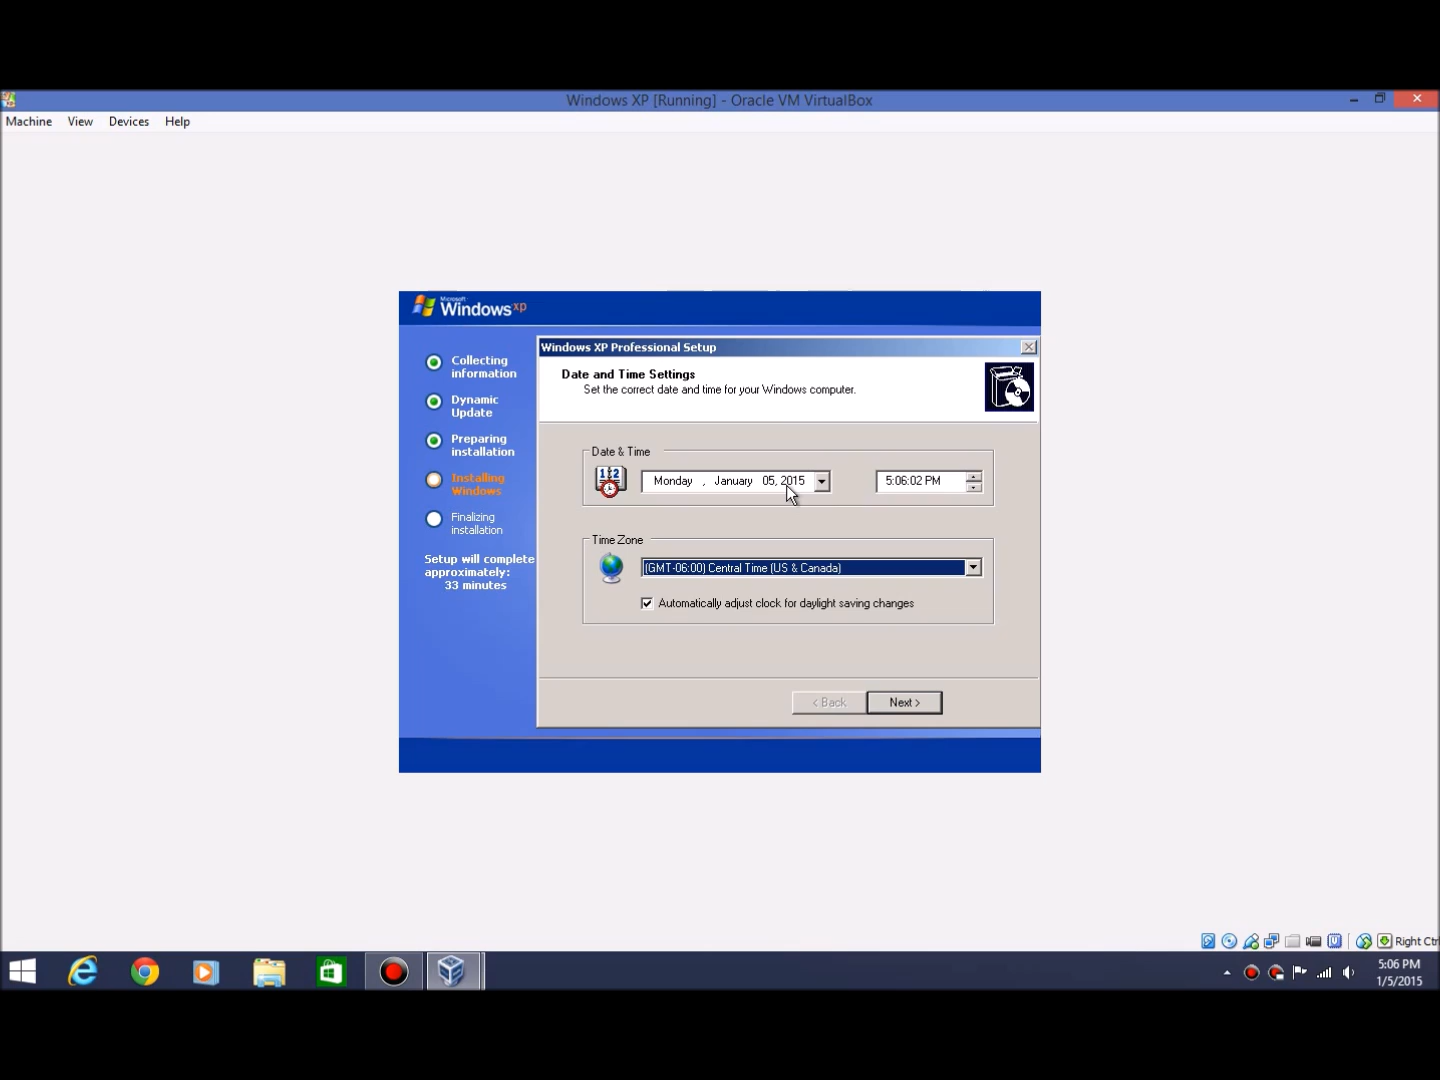 Windows XP [Running] - Oracle VM VirtualBox
Machine View Devices Help
Microsoft
Windows xp
Windows XP Professional Setup
Date and Time Settings
Set the correct date and time for your Windows computer.
Collecting
information
Dynamic
Update
Preparing
installation
Installing
Windows
Finalizing
installation
Setup will complete
approximately:
33 minutes
Date & Time
12
Monday , January 05, 2015
5:06:02 PM
Time Zone
(GMT-06:00) Central Time (US & Canada)
Automatically adjust clock for daylight saving changes
< Back
Next >
Right Ctrl
5:06 PM
1/5/2015